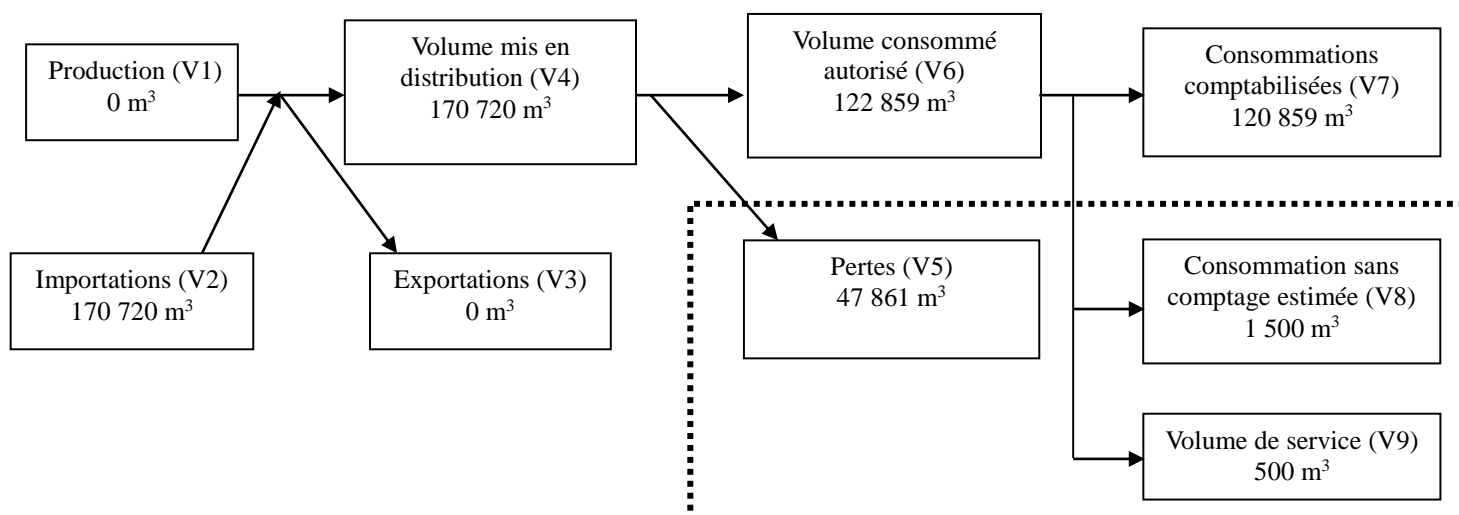 Production (V1)
0 m³
Volume mis en
distribution (V4)
170 720 m³
Volume consommé
autorisé (V6)
122 859 m³
Consommations
comptabilisées (V7)
120 859 m³
Importations (V2)
170 720 m³
Exportations (V3)
0 m³
Pertes (V5)
47 861 m³
Consommation sans
comptage estimée (V8)
1 500 m³
Volume de service (V9)
500 m³